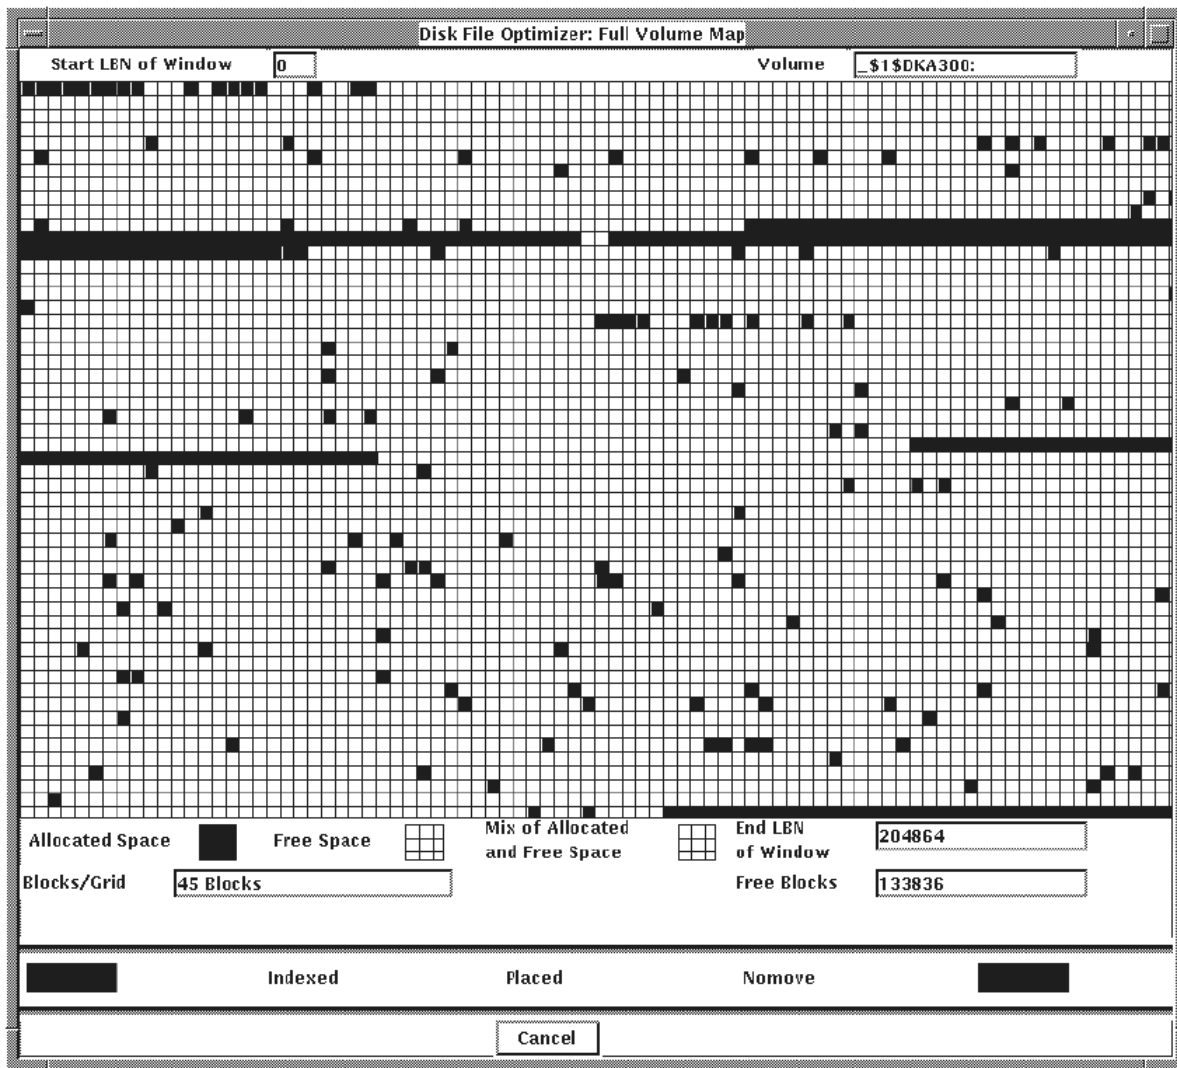 Disk File Optimizer: Full Volume Map
Start LBN of Window 0 Volume _$1$DKA300:
Allocated Space Free Space Mix of Allocated and Free Space End LBN of Window 204864
Blocks/Grid 45 Blocks Free Blocks 133836
Indexed Placed Nomove
Cancel